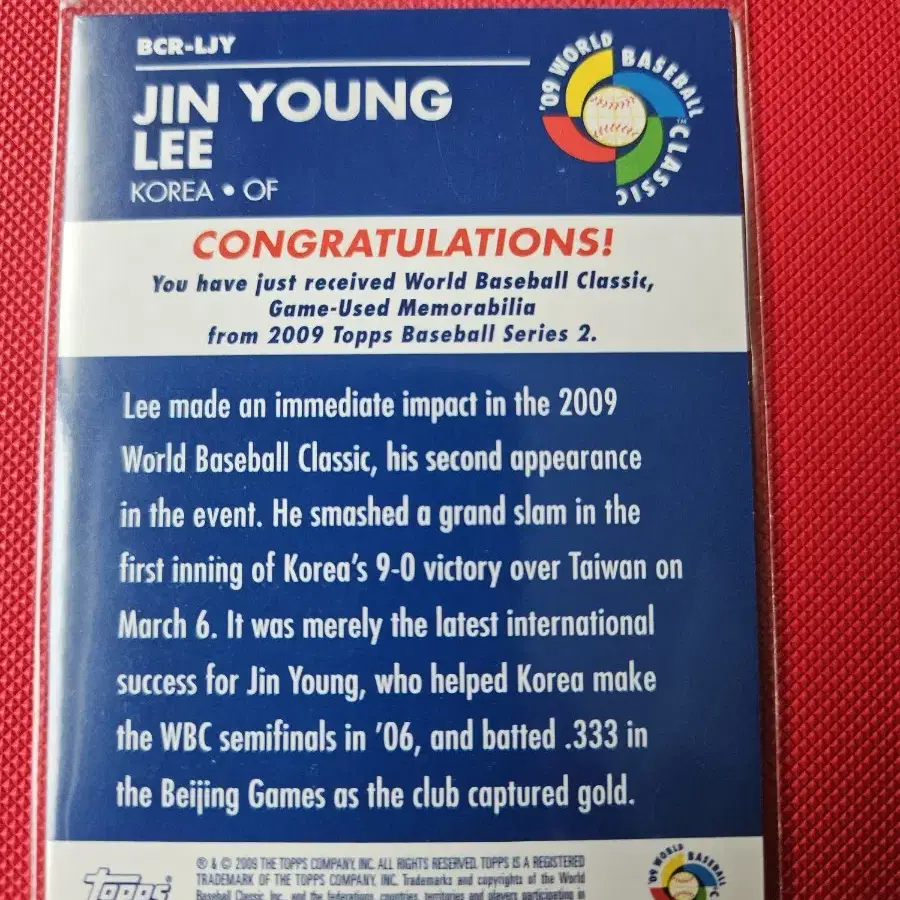 BCR-LJY
JIN YOUNG
LEE
KOREA • OF
'09 WORLD BASEBALL CLASSIC™
CONGRATULATIONS!
You have just received World Baseball Classic,
Game-Used Memorabilia
from 2009 Topps Baseball Series 2.
Lee made an immediate impact in the 2009
World Baseball Classic, his second appearance
in the event. He smashed a grand slam in the
first inning of Korea's 9-0 victory over Taiwan on
March 6. It was merely the latest international
success for Jin Young, who helped Korea make
the WBC semifinals in '06, and batted .333 in
the Beijing Games as the club captured gold.
topps®
® & © 2009 THE TOPPS COMPANY, INC. ALL RIGHTS RESERVED. TOPPS IS A REGISTERED
TRADEMARK OF THE TOPPS COMPANY, INC. Trademarks and copyrights of the World
Baseball Classic, Inc. and the federations, countries, territories and players participating in
'09 WORLD BASEBALL